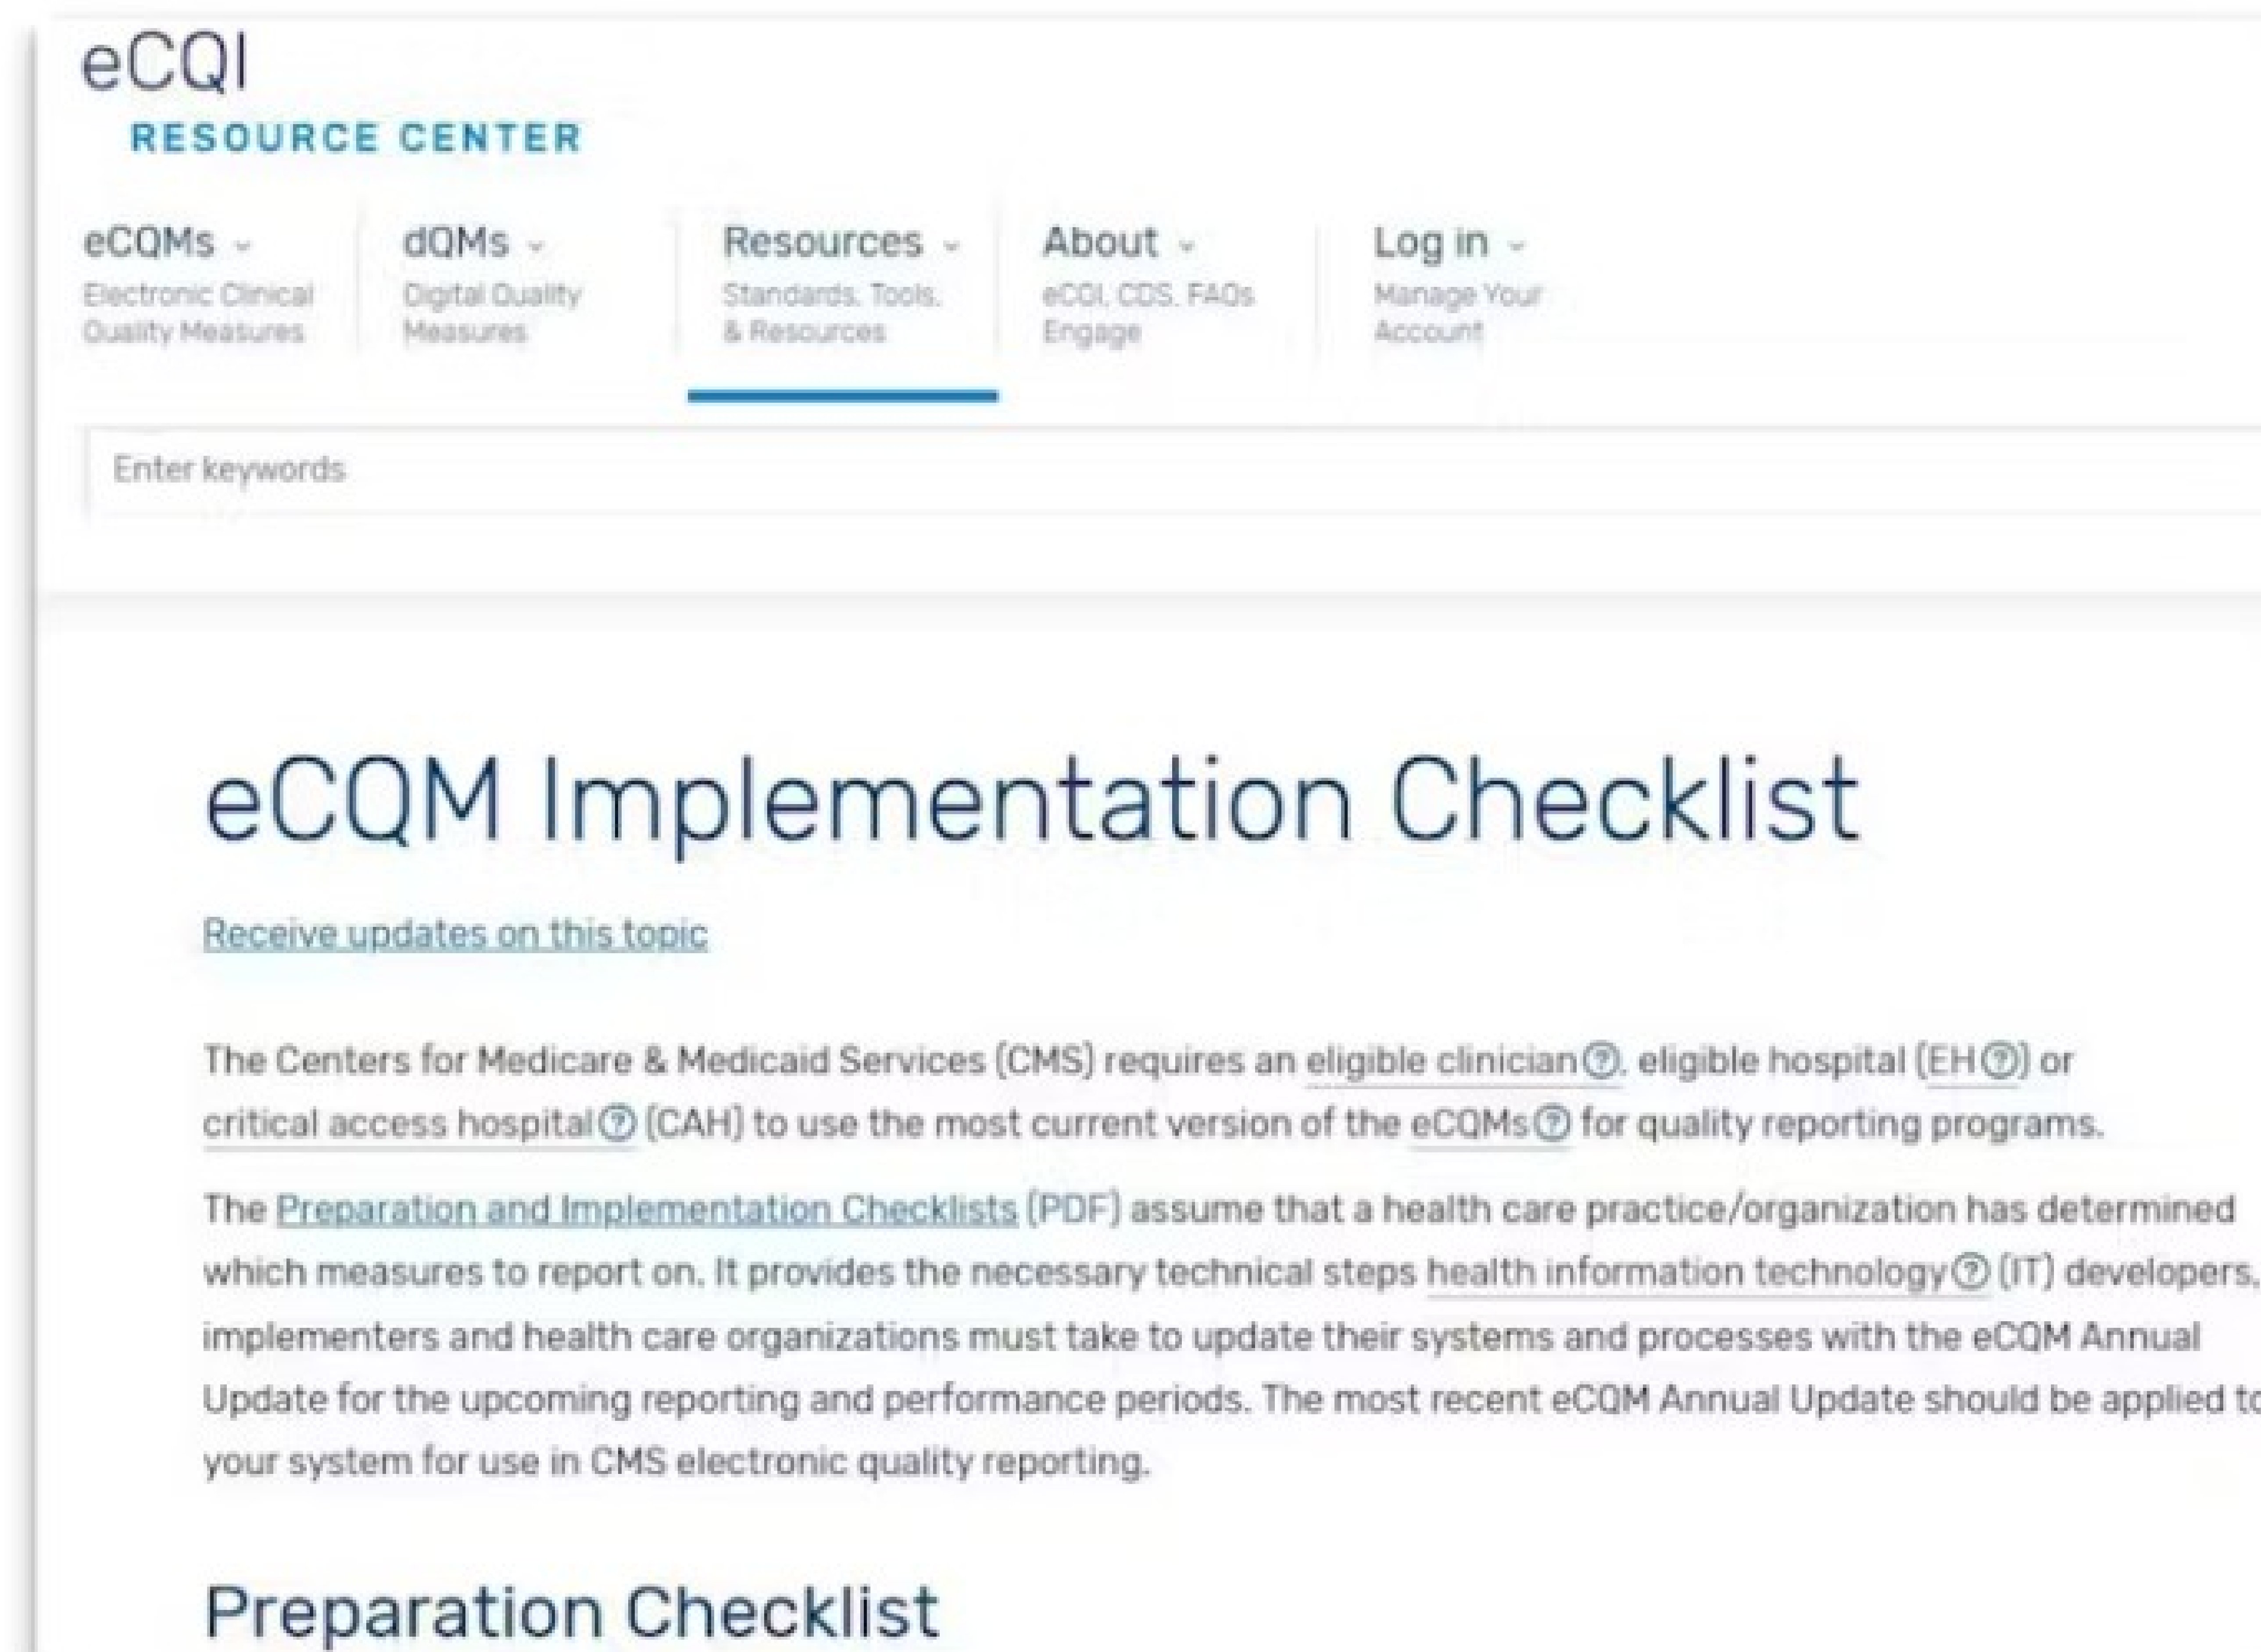 eCQI
RESOURCE CENTER
eCQMs
Electronic Clinical
Quality Measures
dQMs
Digital Quality
Measures
Resources
Standards, Tools,
& Resources
About
eCQI, CDS, FAQs
Engage
Log in
Manage Your
Account
Enter keywords
eCQM Implementation Checklist
Receive updates on this topic
The Centers for Medicare & Medicaid Services (CMS) requires an eligible clinician?, eligible hospital (EH?) or
critical access hospital? (CAH) to use the most current version of the eCQMs? for quality reporting programs.
The Preparation and Implementation Checklists (PDF) assume that a health care practice/organization has determined
which measures to report on. It provides the necessary technical steps health information technology? (IT) developers,
implementers and health care organizations must take to update their systems and processes with the eCQM Annual
Update for the upcoming reporting and performance periods. The most recent eCQM Annual Update should be applied to
your system for use in CMS electronic quality reporting.
Preparation Checklist